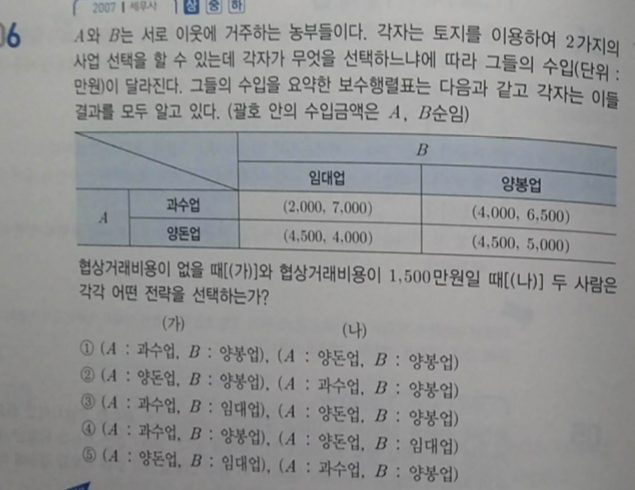 06
2007 | 세무사 상 중 하
A와 B는 서로 이웃에 거주하는 농부들이다. 각자는 토지를 이용하여 2가지의
사업 선택을 할 수 있는데 각자가 무엇을 선택하느냐에 따라 그들의 수입(단위 :
만원)이 달라진다. 그들의 수입을 요약한 보수행렬표는 다음과 같고 각자는 이들
결과를 모두 알고 있다. (괄호 안의 수입금액은 A, B순임)
B
임대업 양봉업
A 과수업 (2,000, 7,000) (4,000, 6,500)
양돈업 (4,500, 4,000) (4,500, 5,000)
협상거래비용이 없을 때[(가)]와 협상거래비용이 1,500만원일 때[(나)] 두 사람은
각각 어떤 전략을 선택하는가?
(가) (나)
① (A : 과수업, B : 양봉업), (A : 양돈업, B : 양봉업)
② (A : 양돈업, B : 양봉업), (A : 과수업, B : 양봉업)
③ (A : 과수업, B : 임대업), (A : 양돈업, B : 양봉업)
④ (A : 과수업, B : 양봉업), (A : 양돈업, B : 임대업)
⑤ (A : 양돈업, B : 임대업), (A : 과수업, B : 양봉업)